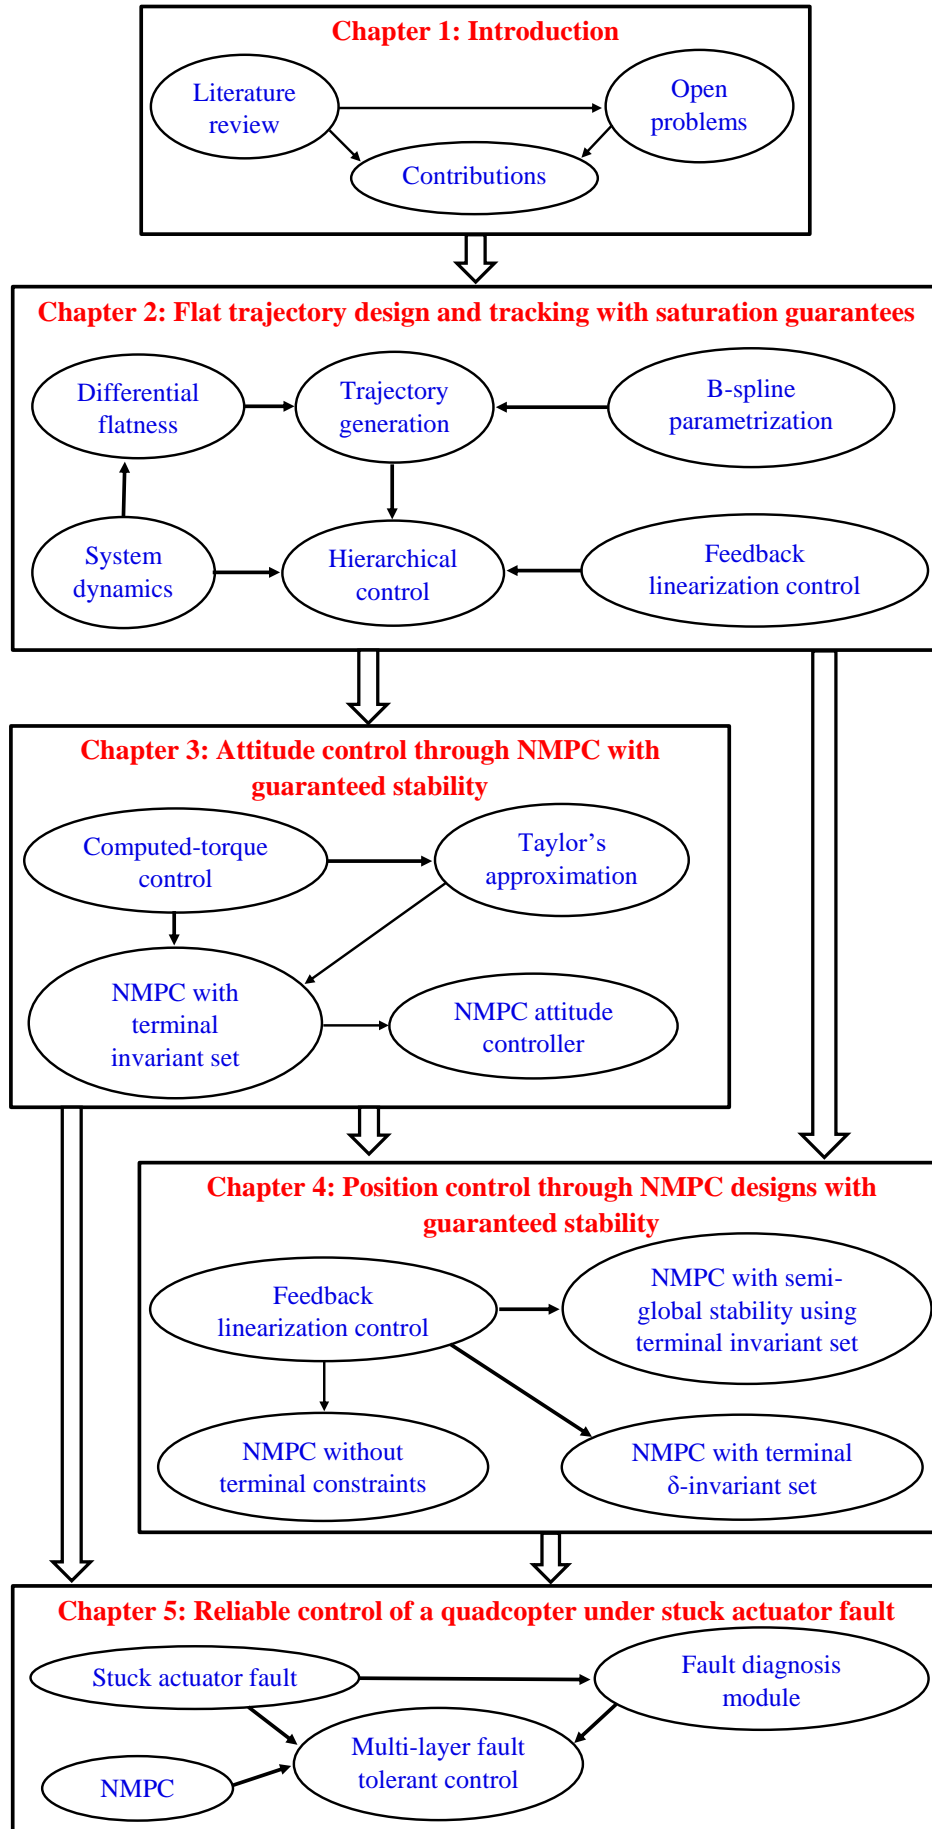 Chapter 1: Introduction
Literature
review
Open
problems
Contributions
Chapter 2: Flat trajectory design and tracking with saturation guarantees
Differential
flatness
Trajectory
generation
B-spline
parametrization
System
dynamics
Hierarchical
control
Feedback
linearization control
Chapter 3: Attitude control through NMPC with
guaranteed stability
Computed-torque
control
Taylor's
approximation
NMPC with
terminal
invariant set
NMPC attitude
controller
Chapter 4: Position control through NMPC designs with
guaranteed stability
Feedback
linearization control
NMPC with semi-
global stability using
terminal invariant set
NMPC without
terminal constraints
NMPC with terminal
δ-invariant set
Chapter 5: Reliable control of a quadcopter under stuck actuator fault
Stuck actuator fault
Fault diagnosis
module
Multi-layer fault
tolerant control
NMPC